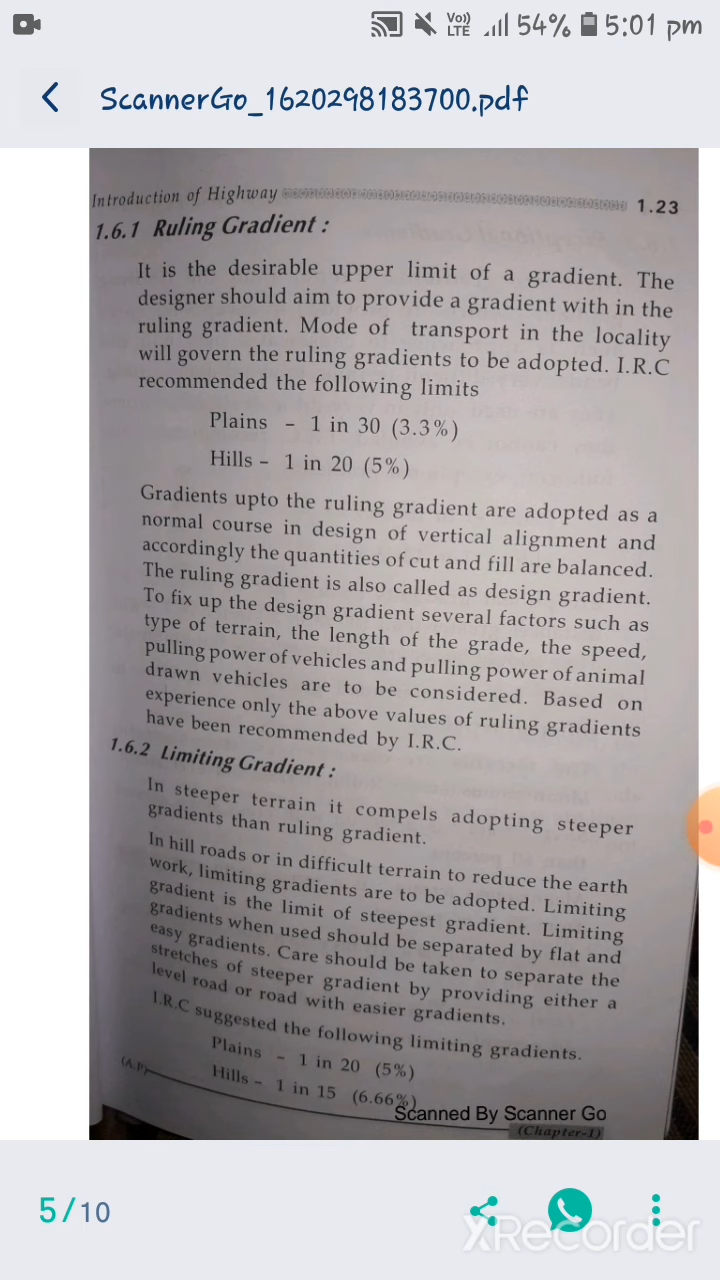 Vo))
LTE
54%
5:01 pm
ScannerGo_1620298183700.pdf
Introduction of Highway
1.23
1.6.1 Ruling Gradient :
It is the desirable upper limit of a gradient. The
designer should aim to provide a gradient with in the
ruling gradient. Mode of transport in the locality
will govern the ruling gradients to be adopted. I.R.C
recommended the following limits
Plains - 1 in 30 (3.3%)
Hills - 1 in 20 (5%)
Gradients upto the ruling gradient are adopted as a
normal course in design of vertical alignment and
accordingly the quantities of cut and fill are balanced.
The ruling gradient is also called as design gradient.
To fix up the design gradient several factors such as
type of terrain, the length of the grade, the speed,
pulling power of vehicles and pulling power of animal
drawn vehicles are to be considered. Based on
experience only the above values of ruling gradients
have been recommended by I.R.C.
1.6.2 Limiting Gradient :
In steeper terrain it compels adopting steeper
gradients than ruling gradient.
In hill roads or in difficult terrain to reduce the earth
work, limiting gradients are to be adopted. Limiting
gradient is the limit of steepest gradient. Limiting
gradients when used should be separated by flat and
easy gradients. Care should be taken to separate the
stretches of steeper gradient by providing either a
level road or road with easier gradients.
I.R.C suggested the following limiting gradients.
Plains - 1 in 20 (5%)
Hills - 1 in 15 (6.66%)
(A.P)
Scanned By Scanner Go
(Chapter-1)
5/10
XRecorder